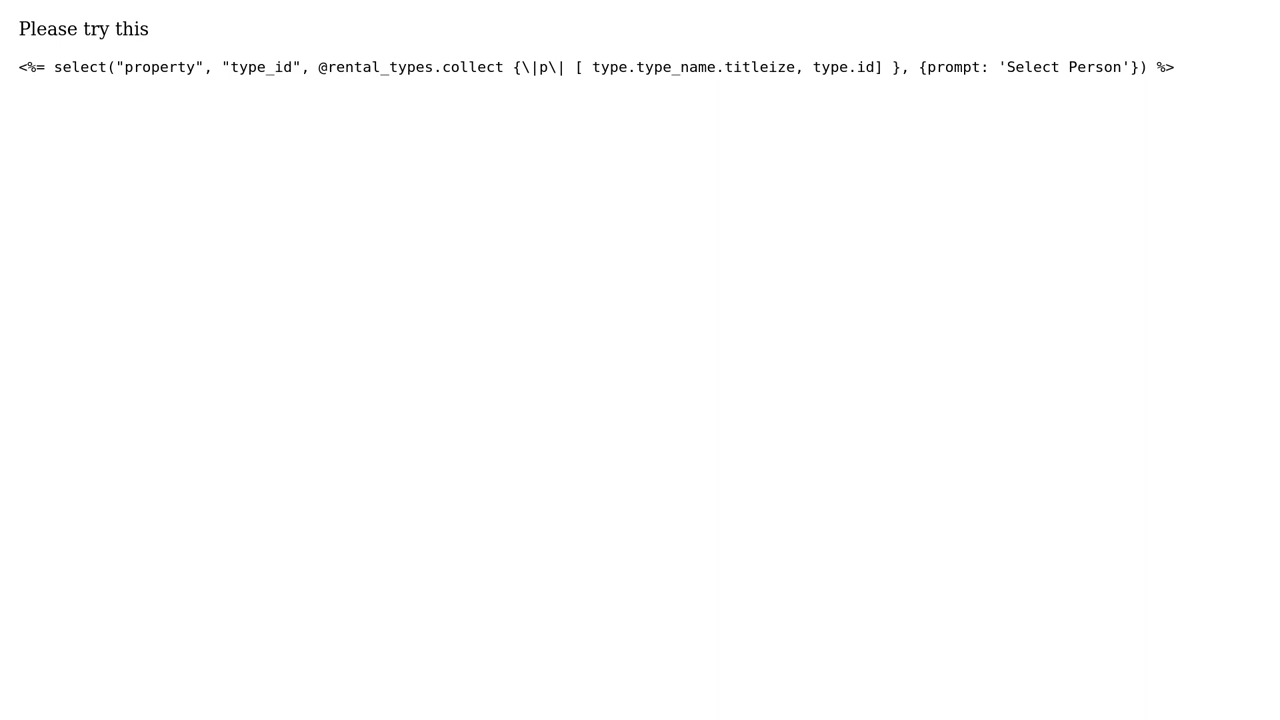 Please try this
<%= select("property", "type_id", @rental_types.collect {\|p\| [ type.type_name.titleize, type.id] }, {prompt: 'Select Person'}) %>